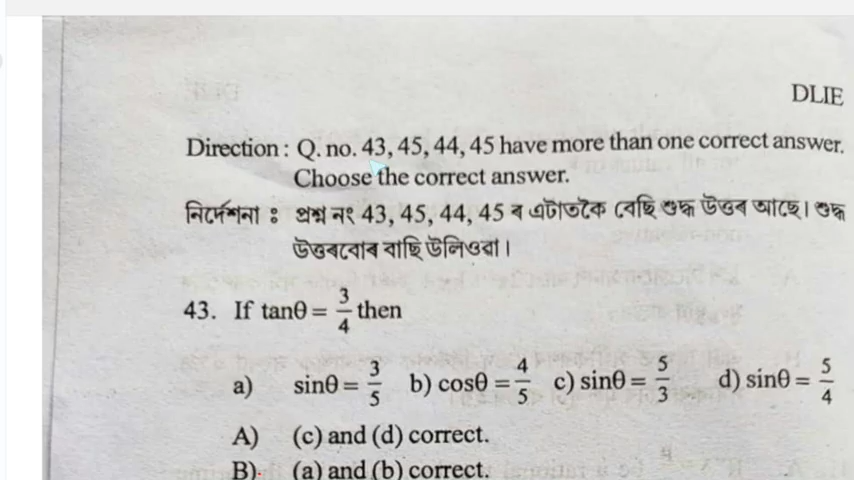 DLIE
Direction : Q. no. 43, 45, 44, 45 have more than one correct answer.
Choose the correct answer.
নিৰ্দেশনা ঃ প্ৰশ্ন নং 43, 45, 44, 45 ৰ এটাতকৈ বেছি শুদ্ধ উত্তৰ আছে। শুদ্ধ
উত্তৰবোৰ বাছি উলিওৱা।
43. If tanθ = 3/4 then
a) sinθ = 3/5 b) cosθ = 4/5 c) sinθ = 5/3 d) sinθ = 5/4
A) (c) and (d) correct.
B) (a) and (b) correct.